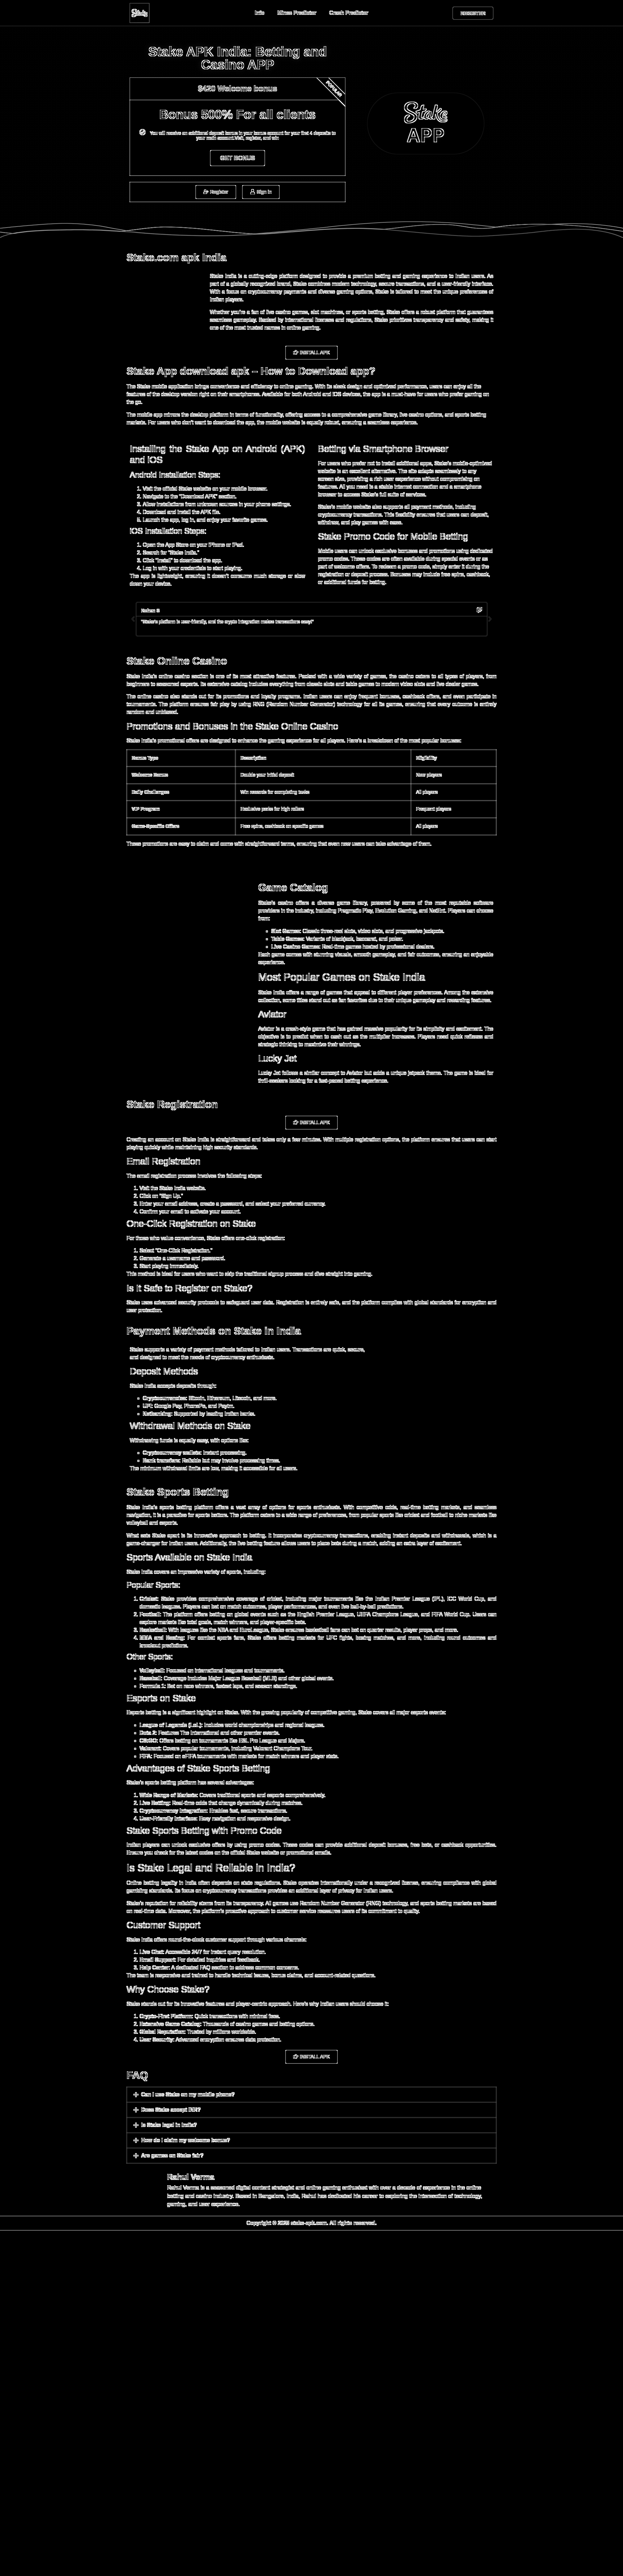 Stake
Info
Mines Predictor
Crash Predictor
REGISTER
Stake APK India: Betting and
Casino APP
$420 Welcome bonus
POPULAR
Bonus 500% For all clients
You will receive an additional deposit bonus in your bonus account for your first 4 deposits to
your main account.Visit, register, and win
GET BONUS
Register
Sign in
Stake
APP
Stake.com apk India
Stake India is a cutting-edge platform designed to provide a premium betting and gaming experience to Indian users. As
part of a globally recognized brand, Stake combines modern technology, secure transactions, and a user-friendly interface.
With a focus on cryptocurrency payments and diverse gaming options, Stake is tailored to meet the unique preferences of
Indian players.
Whether you're a fan of live casino games, slot machines, or sports betting, Stake offers a robust platform that guarantees
seamless gameplay. Backed by international licenses and regulations, Stake prioritizes transparency and safety, making it
one of the most trusted names in online gaming.
INSTALL APK
Stake App download apk – How to Download app?
The Stake mobile application brings convenience and efficiency to online gaming. With its sleek design and optimized performance, users can enjoy all the
features of the desktop version right on their smartphones. Available for both Android and iOS devices, the app is a must-have for users who prefer gaming on
the go.
The mobile app mirrors the desktop platform in terms of functionality, offering access to a comprehensive game library, live casino options, and sports betting
markets. For users who don't want to download the app, the mobile website is equally robust, ensuring a seamless experience.
Installing the Stake App on Android (APK)
and iOS
Android Installation Steps:
1. Visit the official Stake website on your mobile browser.
2. Navigate to the "Download APK" section.
3. Allow installations from unknown sources in your phone settings.
4. Download and install the APK file.
5. Launch the app, log in, and enjoy your favorite games.
iOS Installation Steps:
1. Open the App Store on your iPhone or iPad.
2. Search for "Stake India."
3. Click "Install" to download the app.
4. Log in with your credentials to start playing.
The app is lightweight, ensuring it doesn't consume much storage or slow
down your device.
Betting via Smartphone Browser
For users who prefer not to install additional apps, Stake's mobile-optimized
website is an excellent alternative. The site adapts seamlessly to any
screen size, providing a rich user experience without compromising on
features. All you need is a stable internet connection and a smartphone
browser to access Stake's full suite of services.
Stake's mobile website also supports all payment methods, including
cryptocurrency transactions. This flexibility ensures that users can deposit,
withdraw, and play games with ease.
Stake Promo Code for Mobile Betting
Mobile users can unlock exclusive bonuses and promotions using dedicated
promo codes. These codes are often available during special events or as
part of welcome offers. To redeem a promo code, simply enter it during the
registration or deposit process. Bonuses may include free spins, cashback,
or additional funds for betting.
"Stake's platform is user-friendly, and the crypto integration makes transactions easy!"
Stake Online Casino
Stake India's online casino section is one of its most attractive features. Packed with a wide variety of games, the casino caters to all types of players, from
beginners to seasoned experts. Its extensive catalog includes everything from classic slots and table games to modern video slots and live dealer games.
The online casino also stands out for its promotions and loyalty programs. Indian users can enjoy frequent bonuses, cashback offers, and even participate in
tournaments. The platform ensures fair play by using RNG (Random Number Generator) technology for all its games, ensuring that every outcome is entirely
random and unbiased.
Promotions and Bonuses in the Stake Online Casino
Stake India's promotional offers are designed to enhance the gaming experience for all players. Here's a breakdown of the most popular bonuses:
Bonus Type
Description
Eligibility
Welcome Bonus
Double your initial deposit
New players
Daily Challenges
Win rewards for completing tasks
All players
VIP Program
Exclusive perks for high rollers
Frequent players
Game-Specific Offers
Free spins, cashback on specific games
All players
These promotions are easy to claim and come with straightforward terms, ensuring that even new users can take advantage of them.
Game Catalog
Stake's casino offers a diverse game library, powered by some of the most reputable software
providers in the industry, including Pragmatic Play, Evolution Gaming, and NetEnt. Players can choose
from:
Slot Games: Classic three-reel slots, video slots, and progressive jackpots.
Table Games: Variants of blackjack, baccarat, and poker.
Live Casino Games: Real-time games hosted by professional dealers.
Each game comes with stunning visuals, smooth gameplay, and fair outcomes, ensuring an enjoyable
experience.
Most Popular Games on Stake India
Stake India offers a range of games that appeal to different player preferences. Among the extensive
collection, some titles stand out as fan favorites due to their unique gameplay and rewarding features.
Aviator
Aviator is a crash-style game that has gained massive popularity for its simplicity and excitement. The
objective is to predict when to cash out as the multiplier increases. Players need quick reflexes and
strategic thinking to maximize their winnings.
Lucky Jet
Lucky Jet follows a similar concept to Aviator but adds a unique jetpack theme. The game is ideal for
thrill-seekers looking for a fast-paced betting experience.
Stake Registration
INSTALL APK
Creating an account on Stake India is straightforward and takes only a few minutes. With multiple registration options, the platform ensures that users can start
playing quickly while maintaining high security standards.
Email Registration
The email registration process involves the following steps:
1. Visit the Stake India website.
2. Click on "Sign Up."
3. Enter your email address, create a password, and select your preferred currency.
4. Confirm your email to activate your account.
One-Click Registration on Stake
For those who value convenience, Stake offers one-click registration:
1. Select "One-Click Registration."
2. Generate a username and password.
3. Start playing immediately.
This method is ideal for users who want to skip the traditional signup process and dive straight into gaming.
Is It Safe to Register on Stake?
Stake uses advanced security protocols to safeguard user data. Registration is entirely safe, and the platform complies with global standards for encryption and
user protection.
Payment Methods on Stake in India
Stake supports a variety of payment methods tailored to Indian users. Transactions are quick, secure,
and designed to meet the needs of cryptocurrency enthusiasts.
Deposit Methods
Stake India accepts deposits through:
Cryptocurrencies: Bitcoin, Ethereum, Litecoin, and more.
UPI: Google Pay, PhonePe, and Paytm.
Netbanking: Supported by leading Indian banks.
Withdrawal Methods on Stake
Withdrawing funds is equally easy, with options like:
Cryptocurrency wallets: Instant processing.
Bank transfers: Reliable but may involve processing times.
The minimum withdrawal limits are low, making it accessible for all users.
Stake Sports Betting
Stake India's sports betting platform offers a vast array of options for sports enthusiasts. With competitive odds, real-time betting markets, and seamless
navigation, it is a paradise for sports bettors. The platform caters to a wide range of preferences, from popular sports like cricket and football to niche markets like
volleyball and esports.
What sets Stake apart is its innovative approach to betting. It incorporates cryptocurrency transactions, enabling instant deposits and withdrawals, which is a
game-changer for Indian users. Additionally, the live betting feature allows users to place bets during a match, adding an extra layer of excitement.
Sports Available on Stake India
Stake India covers an impressive variety of sports, including:
Popular Sports:
1. Cricket: Stake provides comprehensive coverage of cricket, including major tournaments like the Indian Premier League (IPL), ICC World Cup, and
domestic leagues. Players can bet on match outcomes, player performances, and even live ball-by-ball predictions.
2. Football: The platform offers betting on global events such as the English Premier League, UEFA Champions League, and FIFA World Cup. Users can
explore markets like total goals, match winners, and player-specific bets.
3. Basketball: With leagues like the NBA and EuroLeague, Stake ensures basketball fans can bet on quarter results, player props, and more.
4. MMA and Boxing: For combat sports fans, Stake offers betting markets for UFC fights, boxing matches, and more, including round outcomes and
knockout predictions.
Other Sports:
Volleyball: Focused on international leagues and tournaments.
Baseball: Coverage includes Major League Baseball (MLB) and other global events.
Formula 1: Bet on race winners, fastest laps, and season standings.
Esports on Stake
Esports betting is a significant highlight on Stake. With the growing popularity of competitive gaming, Stake covers all major esports events:
League of Legends (LoL): Includes world championships and regional leagues.
Dota 2: Features The International and other premier events.
CS:GO: Offers betting on tournaments like ESL Pro League and Majors.
Valorant: Covers popular tournaments, including Valorant Champions Tour.
FIFA: Focused on eFIFA tournaments with markets for match winners and player stats.
Advantages of Stake Sports Betting
Stake's sports betting platform has several advantages:
1. Wide Range of Markets: Covers traditional sports and esports comprehensively.
2. Live Betting: Real-time odds that change dynamically during matches.
3. Cryptocurrency Integration: Enables fast, secure transactions.
4. User-Friendly Interface: Easy navigation and responsive design.
Stake Sports Betting with Promo Code
Indian players can unlock exclusive offers by using promo codes. These codes can provide additional deposit bonuses, free bets, or cashback opportunities.
Ensure you check for the latest codes on the official Stake website or promotional emails.
Is Stake Legal and Reliable in India?
Online betting legality in India often depends on state regulations. Stake operates internationally under a recognized license, ensuring compliance with global
gambling standards. Its focus on cryptocurrency transactions provides an additional layer of privacy for Indian users.
Stake's reputation for reliability stems from its transparency. All games use Random Number Generator (RNG) technology, and sports betting markets are based
on real-time data. Moreover, the platform's proactive approach to customer service reassures users of its commitment to quality.
Customer Support
Stake India offers round-the-clock customer support through various channels:
1. Live Chat: Accessible 24/7 for instant query resolution.
2. Email Support: For detailed inquiries and feedback.
3. Help Center: A dedicated FAQ section to address common concerns.
The team is responsive and trained to handle technical issues, bonus claims, and account-related questions.
Why Choose Stake?
Stake stands out for its innovative features and player-centric approach. Here's why Indian users should choose it:
1. Crypto-First Platform: Quick transactions with minimal fees.
2. Extensive Game Catalog: Thousands of casino games and betting options.
3. Global Reputation: Trusted by millions worldwide.
4. User Security: Advanced encryption ensures data protection.
INSTALL APK
FAQ
Can I use Stake on my mobile phone?
Does Stake accept INR?
Is Stake legal in India?
How do I claim my welcome bonus?
Are games on Stake fair?
Rahul Verma
Rahul Verma is a seasoned digital content strategist and online gaming enthusiast with over a decade of experience in the online
betting and casino industry. Based in Bangalore, India, Rahul has dedicated his career to exploring the intersection of technology,
gaming, and user experience.
Copyright © stake-apk.com. All rights reserved.